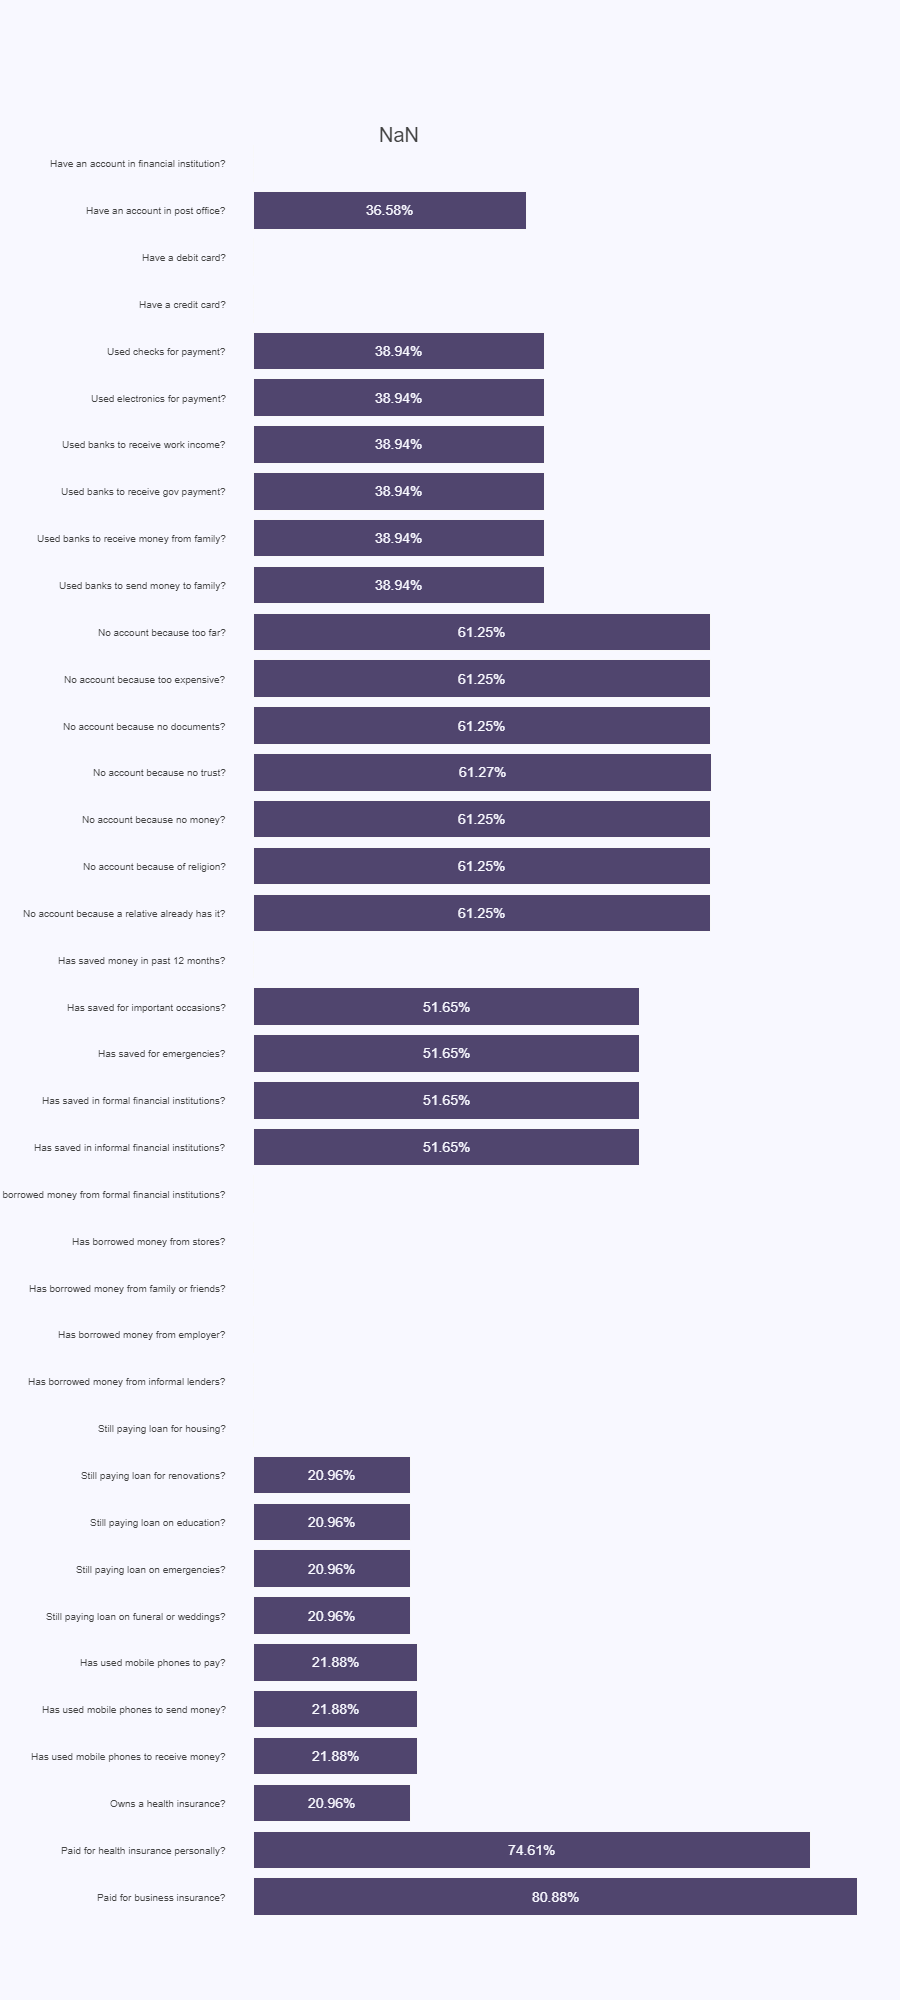 NaN
Have an account in financial institution?
Have an account in post office? 36.58%
Have a debit card?
Have a credit card?
Used checks for payment? 38.94%
Used electronics for payment? 38.94%
Used banks to receive work income? 38.94%
Used banks to receive gov payment? 38.94%
Used banks to receive money from family? 38.94%
Used banks to send money to family? 38.94%
No account because too far? 61.25%
No account because too expensive? 61.25%
No account because no documents? 61.25%
No account because no trust? 61.27%
No account because no money? 61.25%
No account because of religion? 61.25%
No account because a relative already has it? 61.25%
Has saved money in past 12 months?
Has saved for important occasions? 51.65%
Has saved for emergencies? 51.65%
Has saved in formal financial institutions? 51.65%
Has saved in informal financial institutions? 51.65%
borrowed money from formal financial institutions?
Has borrowed money from stores?
Has borrowed money from family or friends?
Has borrowed money from employer?
Has borrowed money from informal lenders?
Still paying loan for housing?
Still paying loan for renovations? 20.96%
Still paying loan on education? 20.96%
Still paying loan on emergencies? 20.96%
Still paying loan on funeral or weddings? 20.96%
Has used mobile phones to pay? 21.88%
Has used mobile phones to send money? 21.88%
Has used mobile phones to receive money? 21.88%
Owns a health insurance? 20.96%
Paid for health insurance personally? 74.61%
Paid for business insurance? 80.88%